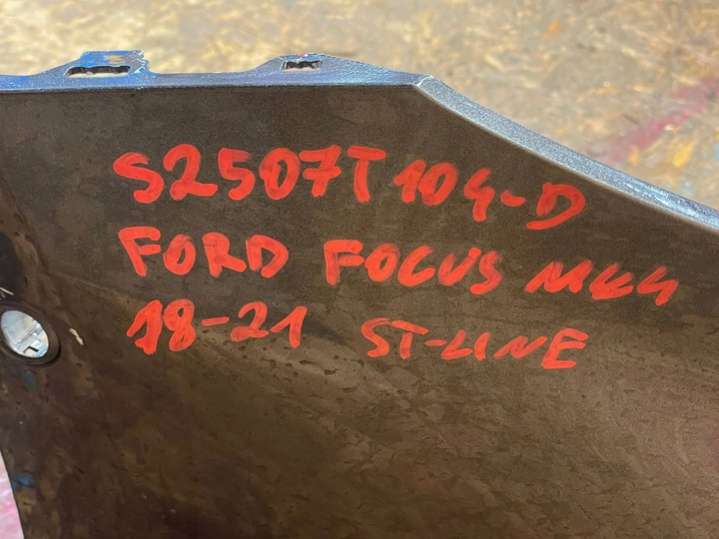 S2507T104-D
FORD FOCUS MK4
18-21 ST-LINE